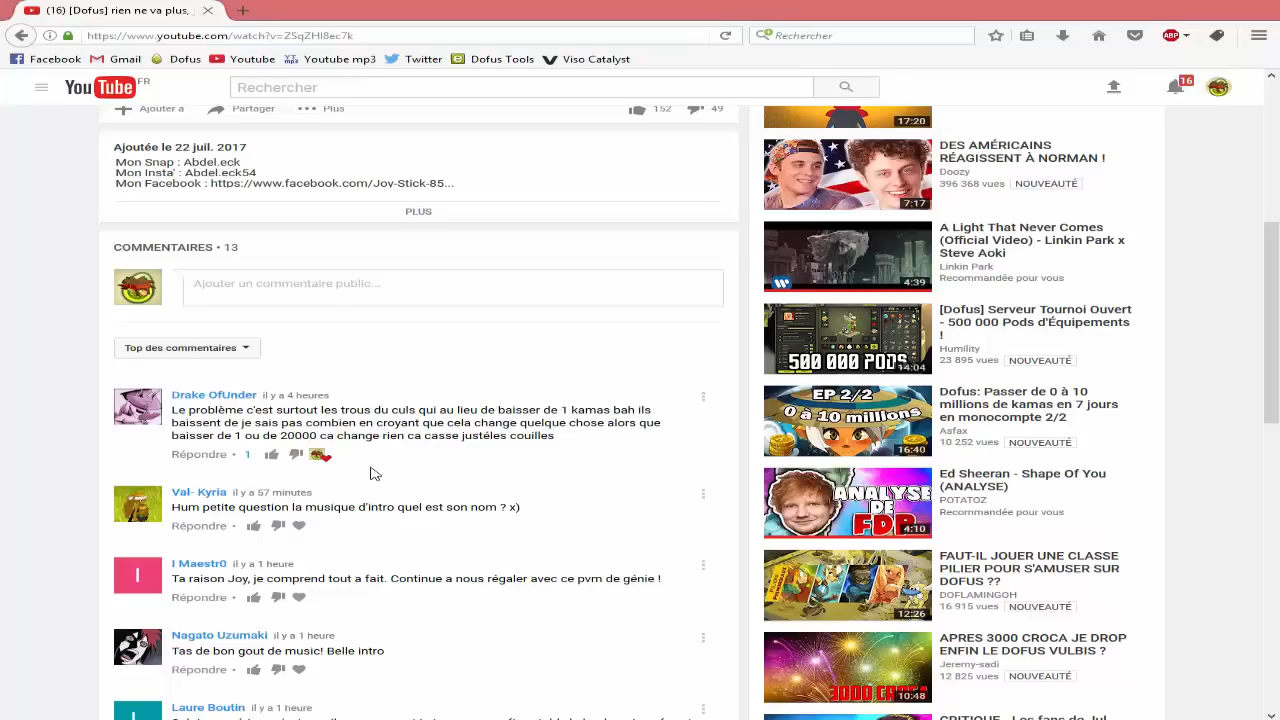 (16) [Dofus] rien ne va plus,
https://www.youtube.com/watch?v=ZSqZHI8ec7k
Rechercher
ABP
Facebook
Gmail
Dofus
Youtube
Youtube mp3
Twitter
Dofus Tools
Viso Catalyst
YouTube FR
Rechercher
16
Ajouter à
Partager
Plus
152
49
Ajoutée le 22 juil. 2017
Mon Snap : Abdel.eck
Mon Insta' : Abdel.eck54
Mon Facebook : https://www.facebook.com/Joy-Stick-85...
PLUS
COMMENTAIRES • 13
Ajouter un commentaire public...
Top des commentaires
Drake OfUnder il y a 4 heures
Le problème c'est surtout les trous du culs qui au lieu de baisser de 1 kamas bah ils
baissent de je sais pas combien en croyant que cela change quelque chose alors que
baisser de 1 ou de 20000 ca change rien ca casse justéles couilles
Répondre • 1
Val- Kyria il y a 57 minutes
Hum petite question la musique d'intro quel est son nom ? x)
Répondre •
I
I Maestr0 il y a 1 heure
Ta raison Joy, je comprend tout a fait. Continue a nous régaler avec ce pvm de génie !
Répondre •
Nagato Uzumaki il y a 1 heure
Tas de bon gout de music! Belle intro
Répondre •
Laure Boutin il y a 1 heure
17:20
DES AMÉRICAINS
RÉAGISSENT À NORMAN !
Doozy
396 368 vues NOUVEAUTÉ
7:17
A Light That Never Comes
(Official Video) - Linkin Park x
Steve Aoki
Linkin Park
Recommandée pour vous
4:39
[Dofus] Serveur Tournoi Ouvert
- 500 000 Pods d'Équipements
!
Humility
23 895 vues NOUVEAUTÉ
500 000 PODS
14:04
Dofus: Passer de 0 à 10
millions de kamas en 7 jours
en monocompte 2/2
Asfax
10 252 vues NOUVEAUTÉ
EP 2/2
0 à 10 millions
16:40
Ed Sheeran - Shape Of You
(ANALYSE)
POTATOZ
Recommandée pour vous
ANALYSE
DE
FDP
4:10
FAUT-IL JOUER UNE CLASSE
PILIER POUR S'AMUSER SUR
DOFUS ??
DOFLAMINGOH
16 915 vues NOUVEAUTÉ
12:26
APRES 3000 CROCA JE DROP
ENFIN LE DOFUS VULBIS ?
Jeremy-sadi
12 825 vues NOUVEAUTÉ
3000 CROCA
10:48
CRITIQUE - Les fans de Jul